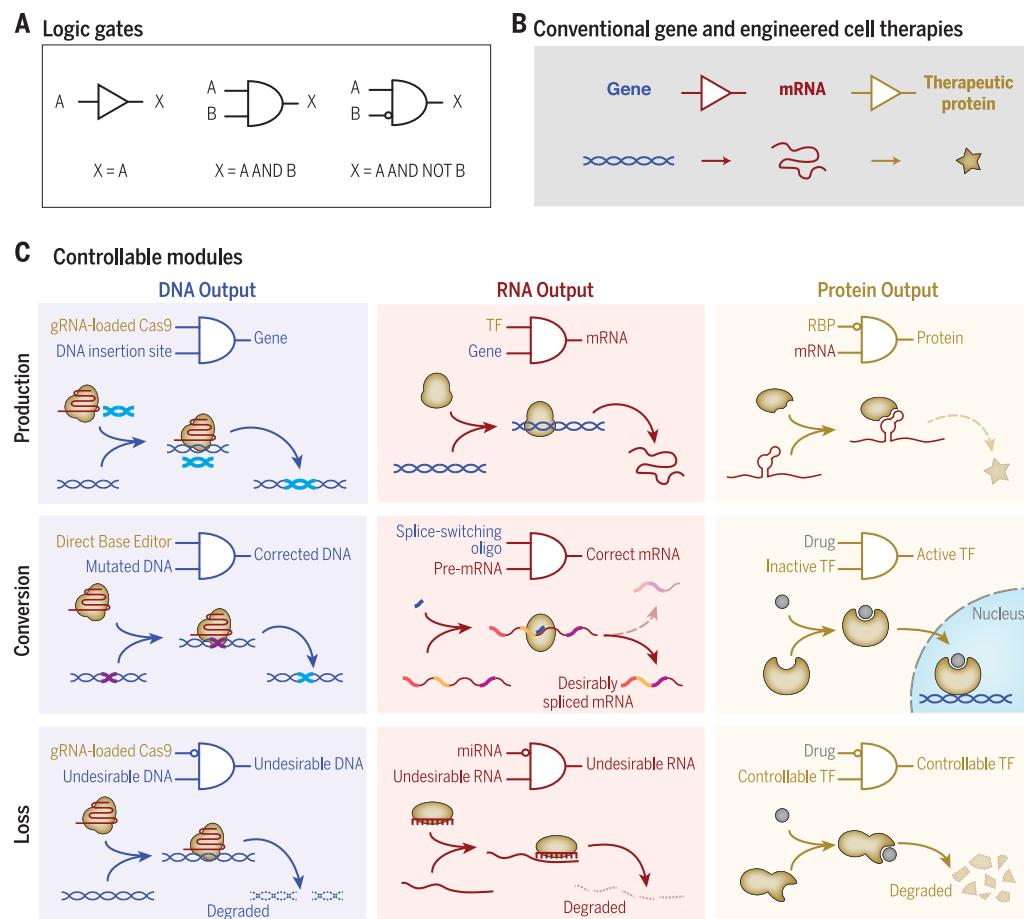 A Logic gates
A
X
A
B
X
A
B
X
X = A
X = A AND B
X = A AND NOT B
B Conventional gene and engineered cell therapies
Gene
mRNA
Therapeutic
protein
C Controllable modules
DNA Output
RNA Output
Protein Output
Production
gRNA-loaded Cas9
DNA insertion site
Gene
TF
Gene
mRNA
RBP
mRNA
Protein
Conversion
Direct Base Editor
Mutated DNA
Corrected DNA
Splice-switching
oligo
Pre-mRNA
Correct mRNA
Desirably
spliced mRNA
Drug
Inactive TF
Active TF
Nucleus
Loss
gRNA-loaded Cas9
Undesirable DNA
Undesirable DNA
Degraded
miRNA
Undesirable RNA
Undesirable RNA
Degraded
Drug
Controllable TF
Controllable TF
Degraded